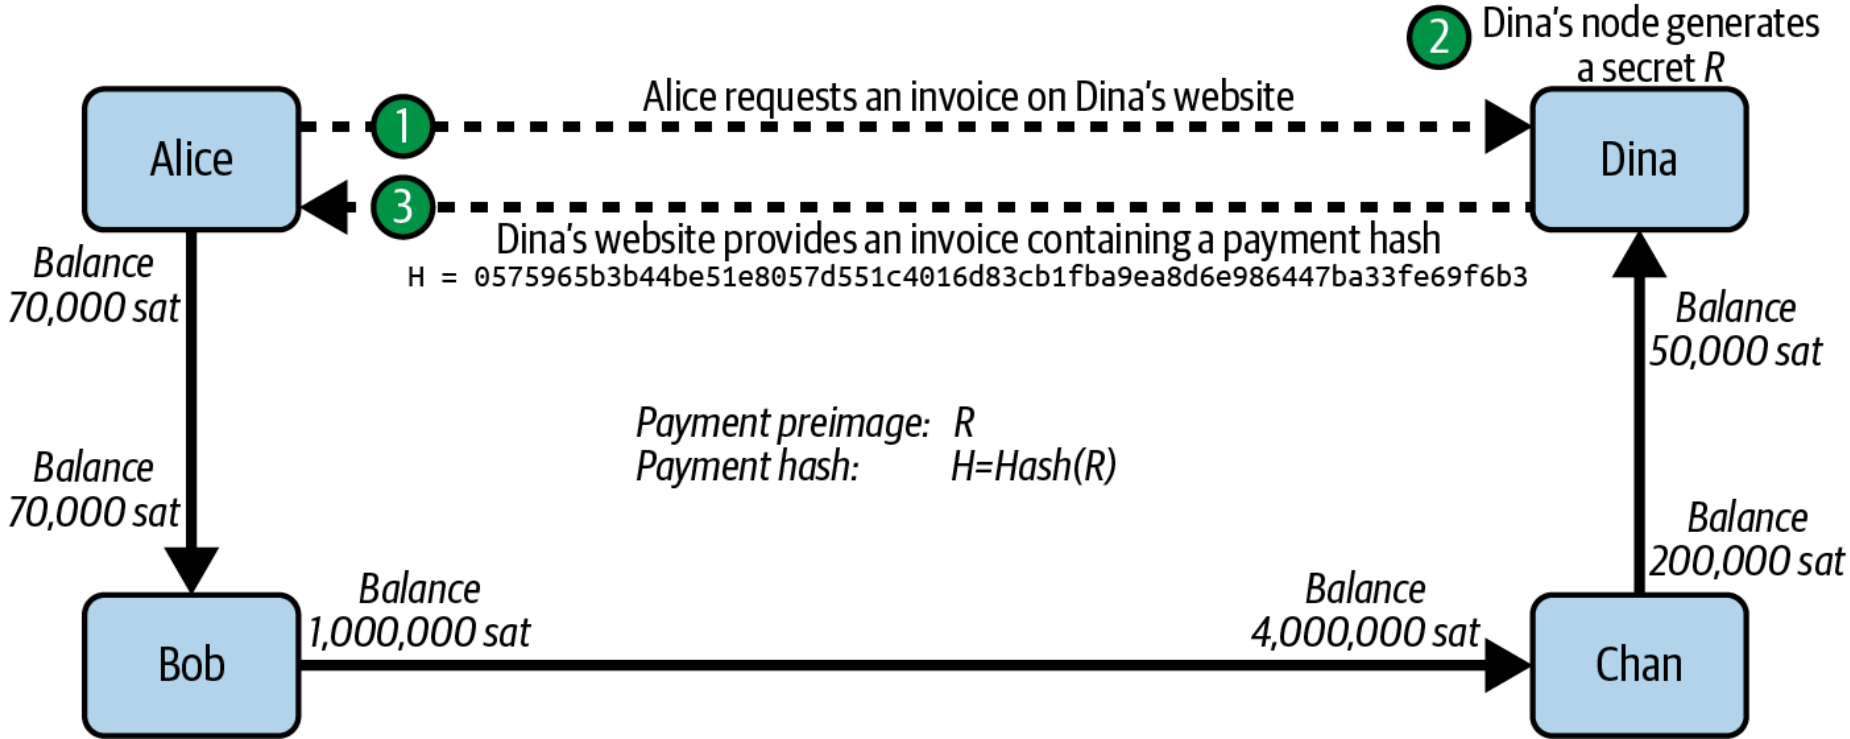 2
Dina's node generates
a secret R
Alice requests an invoice on Dina's website
1
Alice
Dina
3
Dina's website provides an invoice containing a payment hash
H = 0575965b3b44be51e8057d551c4016d83cb1fba9ea8d6e986447ba33fe69f6b3
Balance
70,000 sat
Balance
50,000 sat
Payment preimage: R
Payment hash: H=Hash(R)
Balance
70,000 sat
Balance
200,000 sat
Balance
1,000,000 sat
Balance
4,000,000 sat
Bob
Chan